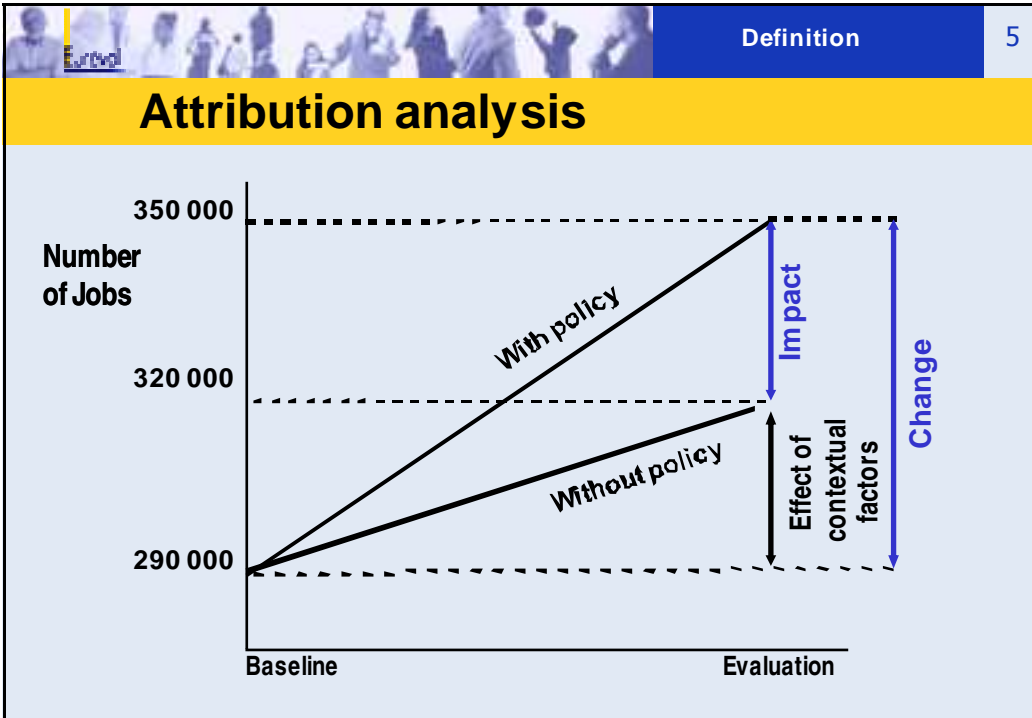 Definition
5
Attribution analysis
350 000
Number
of Jobs
320 000
290 000
With policy
Without policy
Impact
Effect of
contextual
factors
Change
Baseline
Evaluation